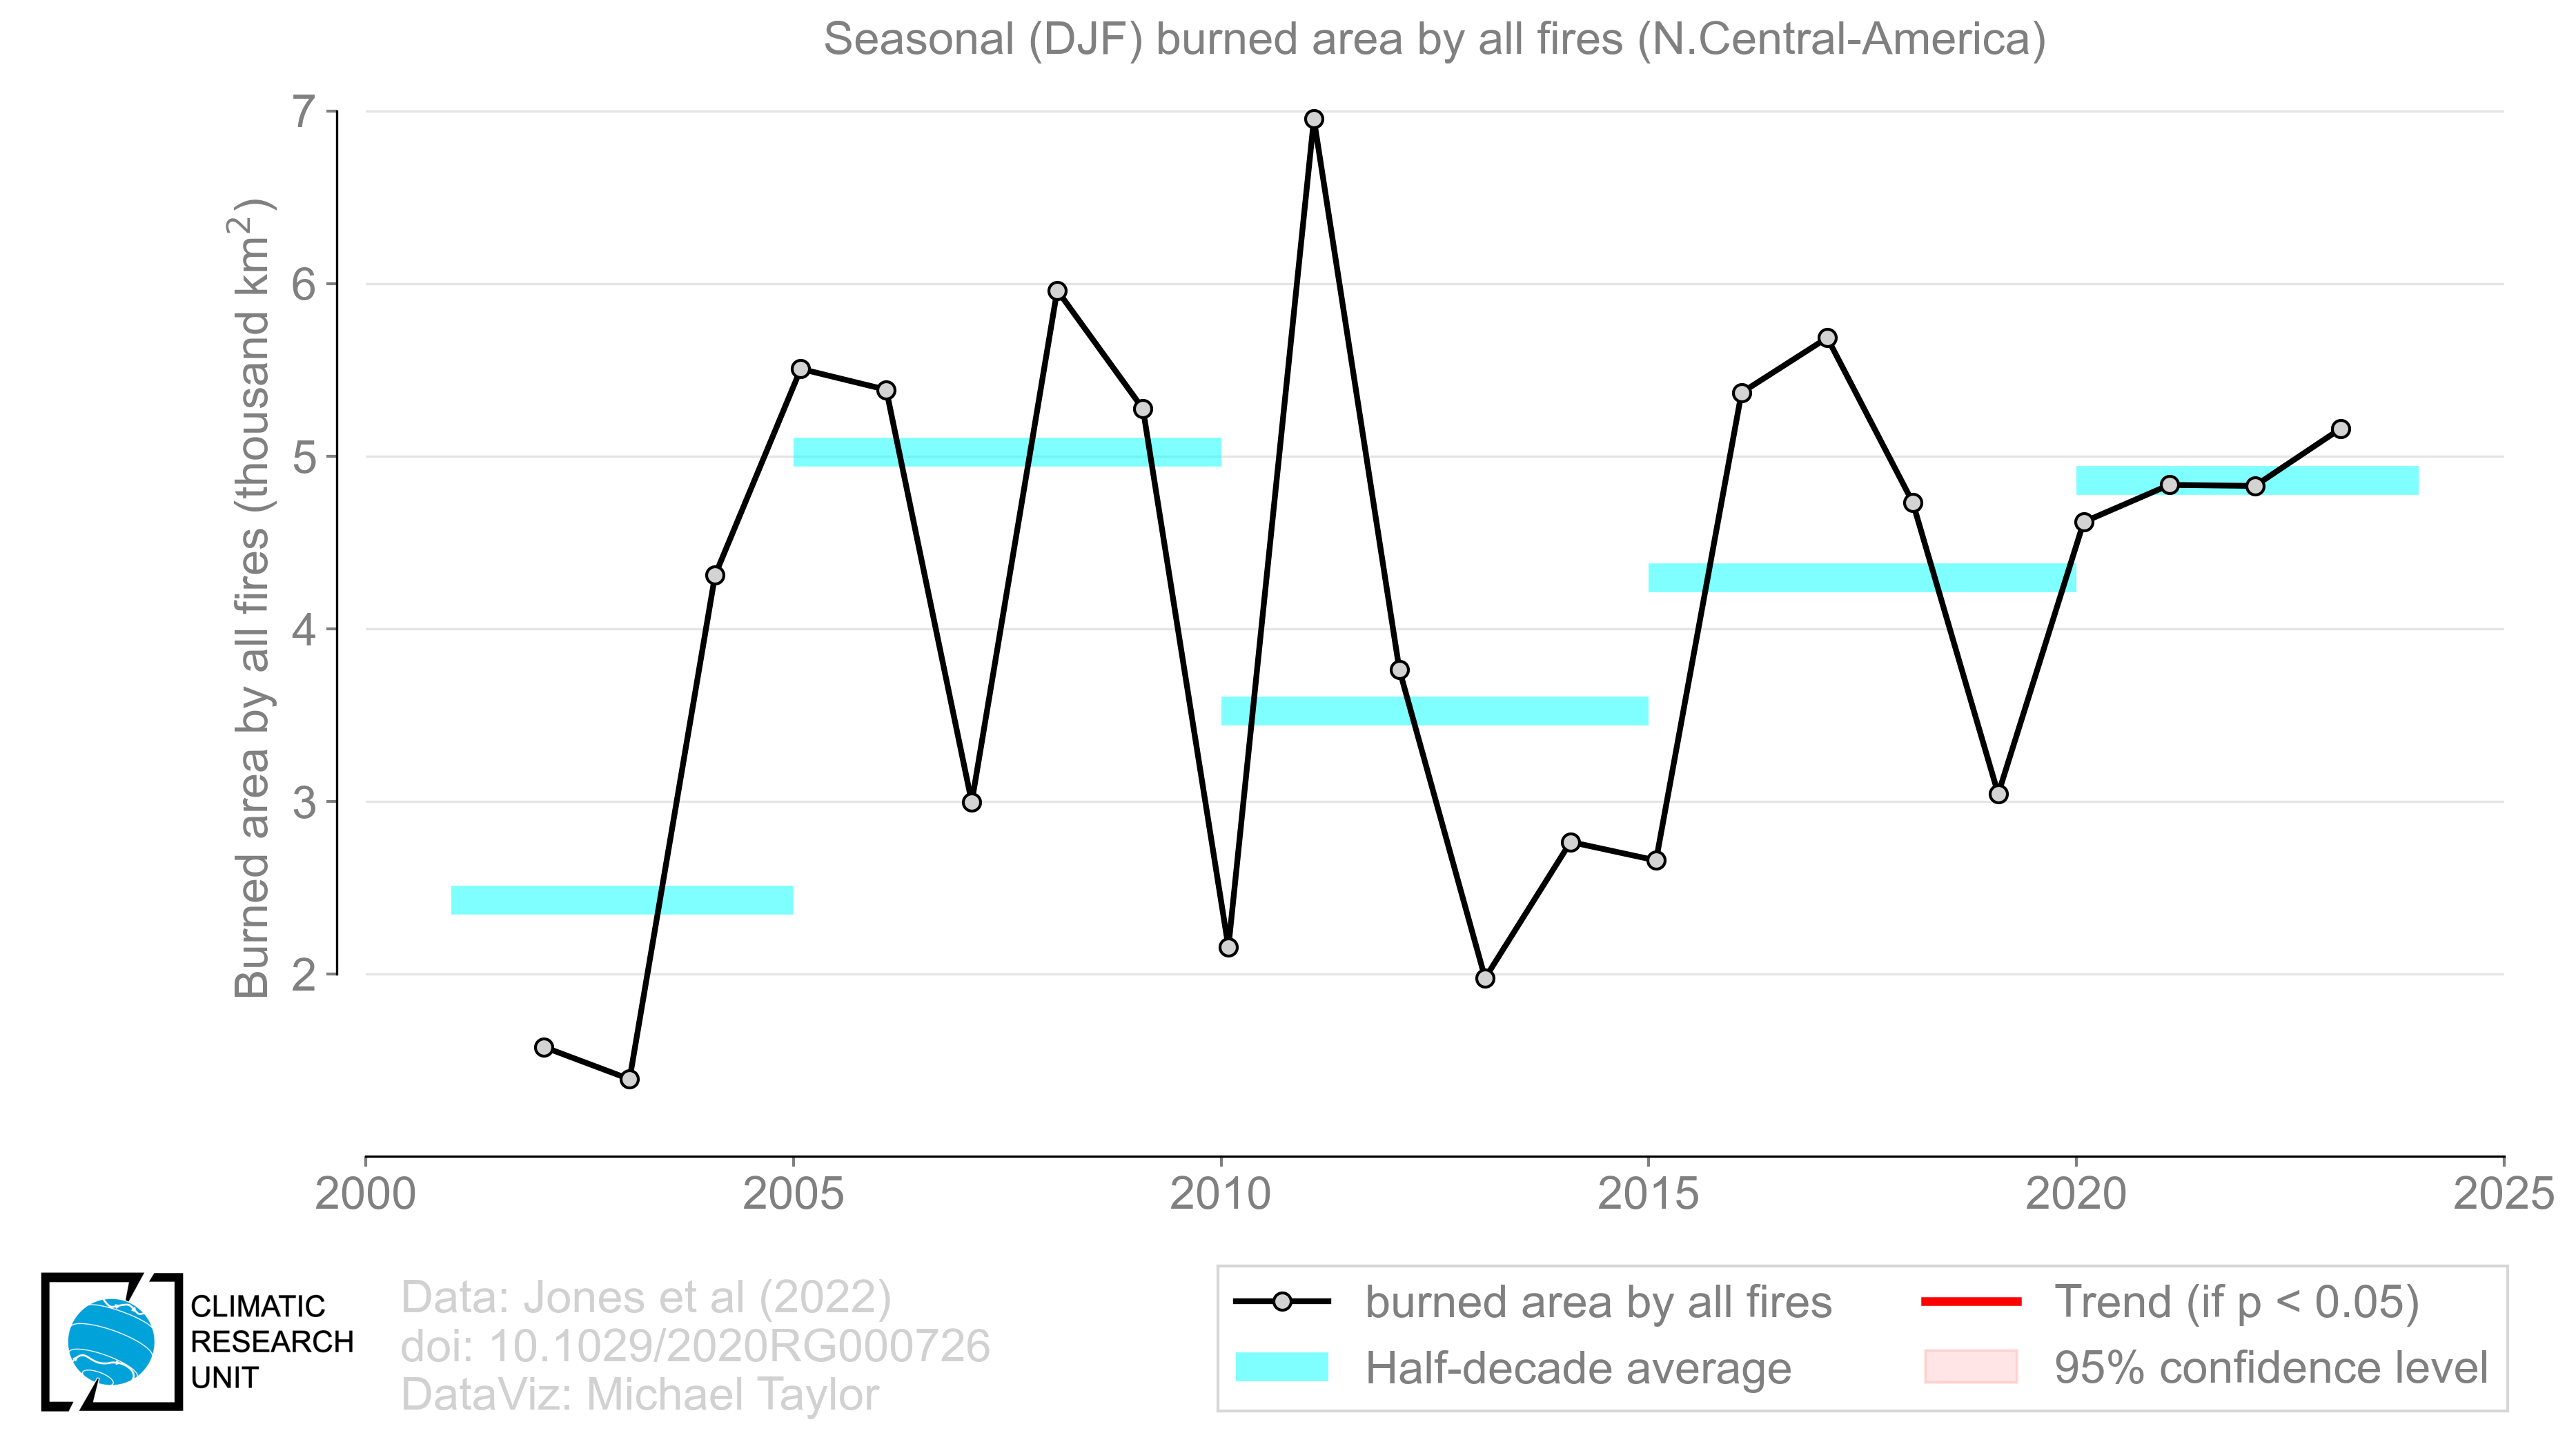 Seasonal (DJF) burned area by all fires (N.Central-America)
Burned area by all fires (thousand km²)
7
6
5
4
3
2
2000 2005 2010 2015 2020 2025
CLIMATIC
RESEARCH
UNIT
Data: Jones et al (2022)
doi: 10.1029/2020RG000726
DataViz: Michael Taylor
burned area by all fires
Half-decade average
Trend (if p < 0.05)
95% confidence level